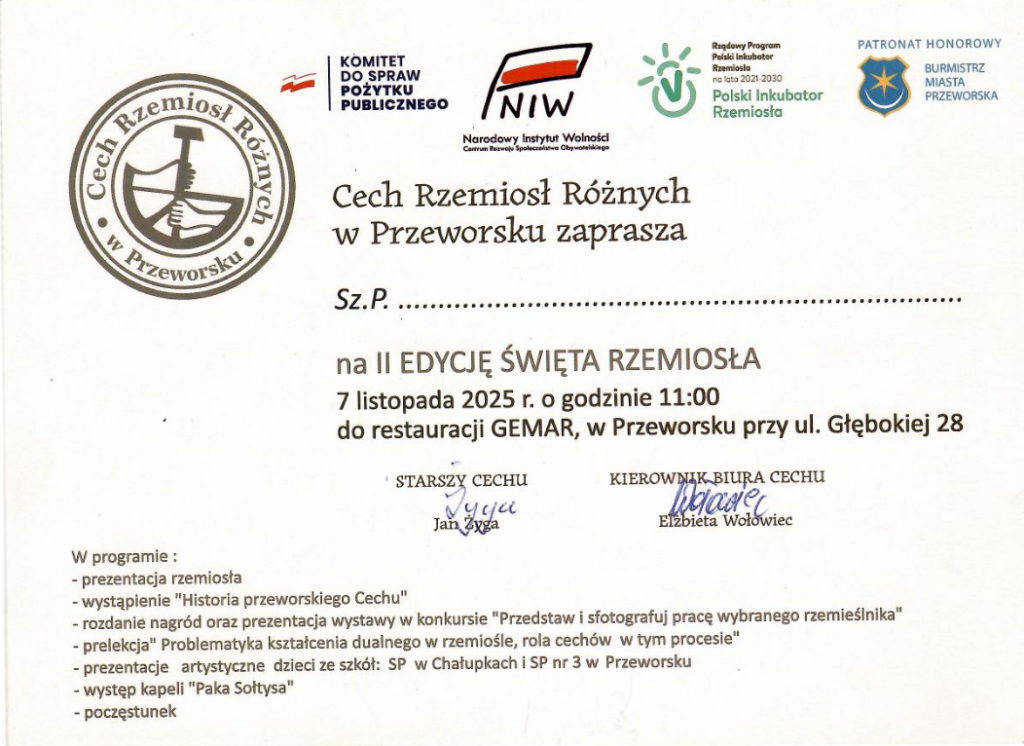 Cech Rzemiosł Różnych
• w Przeworsku •
KOMITET
DO SPRAW
POŻYTKU
PUBLICZNEGO
NIW
Narodowy Instytut Wolności
Centrum Rozwoju Społeczeństwa Obywatelskiego
Rządowy Program
Polski Inkubator
Rzemiosła
na lata 2021-2030
Polski Inkubator
Rzemiosła
PATRONAT HONOROWY
BURMISTRZ
MIASTA
PRZEWORSKA
Cech Rzemiosł Różnych
w Przeworsku zaprasza
Sz.P. ......................................................................
na II EDYCJĘ ŚWIĘTA RZEMIOSŁA
7 listopada 2025 r. o godzinie 11:00
do restauracji GEMAR, w Przeworsku przy ul. Głębokiej 28
STARSZY CECHU
Żyga
Jan Żyga
KIEROWNIK BIURA CECHU
Wołowiec
Elżbieta Wołowiec
W programie :
- prezentacja rzemiosła
- wystąpienie "Historia przeworskiego Cechu"
- rozdanie nagród oraz prezentacja wystawy w konkursie "Przedstaw i sfotografuj pracę wybranego rzemieślnika"
- prelekcja" Problematyka kształcenia dualnego w rzemiośle, rola cechów w tym procesie"
- prezentacje artystyczne dzieci ze szkół: SP w Chałupkach i SP nr 3 w Przeworsku
- występ kapeli "Paka Sołtysa"
- poczęstunek